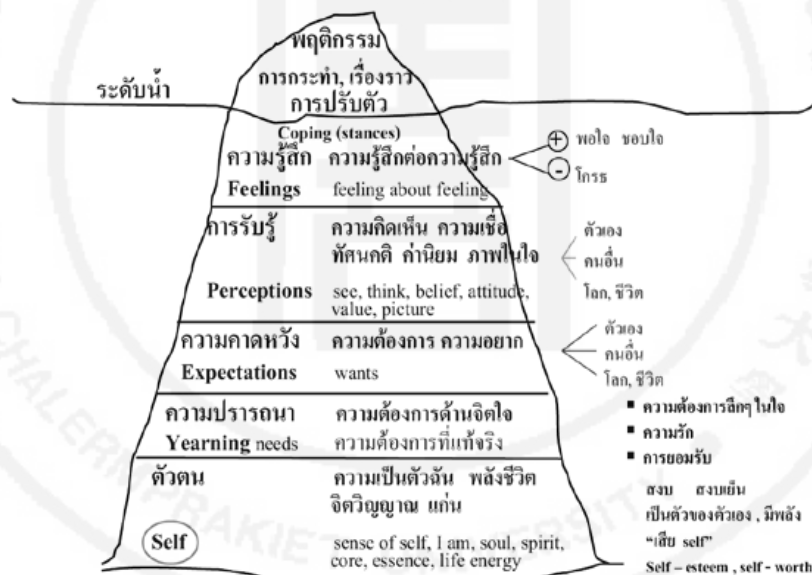 พฤติกรรม
การกระทำ, เรื่องราว
ระดับน้ำ
การปรับตัว
Coping (stances)
ความรู้สึก ความรู้สึกต่อความรู้สึก
+ พอใจ ชอบใจ
- โกรธ
Feelings feeling about feeling
การรับรู้ ความคิดเห็น ความเชื่อ
ทัศนคติ ค่านิยม ภาพในใจ
ตัวเอง
คนอื่น
โลก, ชีวิต
Perceptions see, think, belief, attitude,
value, picture
ความคาดหวัง ความต้องการ ความอยาก
Expectations wants
ตัวเอง
คนอื่น
โลก, ชีวิต
ความปรารถนา ความต้องการด้านจิตใจ
Yearning needs ความต้องการที่แท้จริง
▪ ความต้องการลึกๆ ในใจ
▪ ความรัก
▪ การยอมรับ
ตัวตน ความเป็นตัวฉัน พลังชีวิต
จิตวิญญาณ แก่น
Self sense of self, I am, soul, spirit,
core, essence, life energy
สงบ สงบเย็น
เป็นตัวของตัวเอง , มีพลัง
“เสีย self”
Self – esteem , self - worth
CHALERMPRAKIET